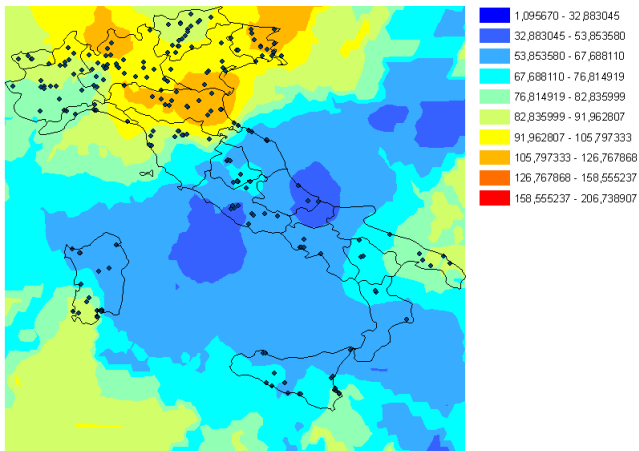 1,095670 - 32,883045
32,883045 - 53,853580
53,853580 - 67,688110
67,688110 - 76,814919
76,814919 - 82,835999
82,835999 - 91,962807
91,962807 - 105,797333
105,797333 - 126,767868
126,767868 - 158,555237
158,555237 - 206,738907